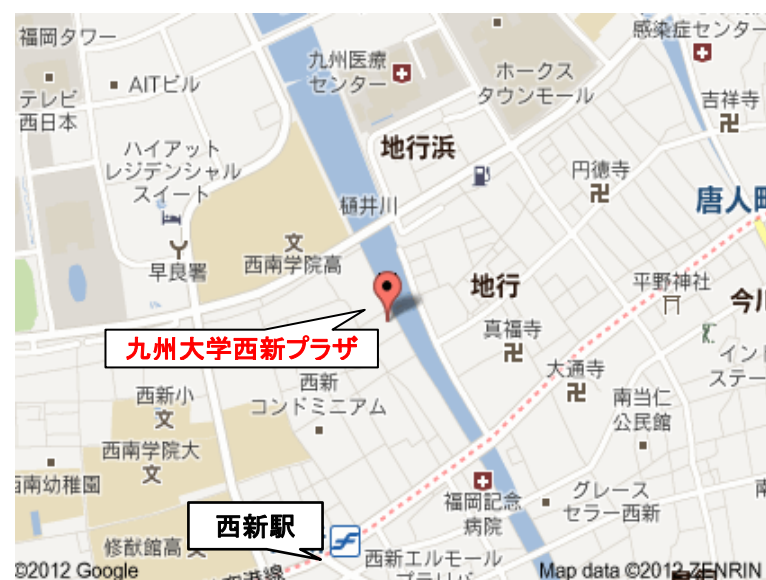 福岡タワー
感染症センター
九州医療
センター
ホークス
タウンモール
テレビ
西日本
AITビル
吉祥寺
ハイアット
レジデンシャル
スイート
地行浜
円徳寺
樋井川
唐人町
早良署
西南学院高
地行
平野神社
今川
九州大学西新プラザ
真福寺
大通寺
イン
ステー
西新小
西新
コンドミニアム
南当仁
公民館
西南学院大
西南幼稚園
福岡記念
病院
グレース
セラー西新
西新駅
修猷館高
西新エルモール
プラリバ
空港線
©2012 Google
Map data ©2012 ZENRIN